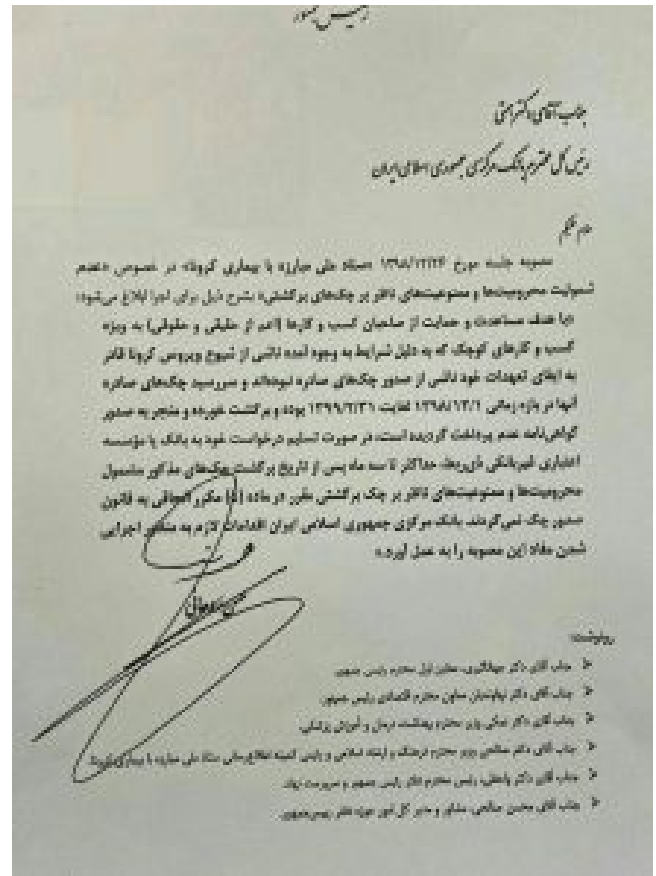 رئیس جمهور
جناب آقای دکتر همتی
رئیس کل محترم بانک مرکزی جمهوری اسلامی ایران
سلام علیکم
مصوبه جلسه مورخ ۱۳۹۸/۱۲/۲۶ «ستاد ملی مبارزه با بیماری کرونا» در خصوص «عدم
شمولیت محرومیت‌ها و ممنوعیت‌های ناظر بر چک‌های برگشتی» بشرح ذیل برای اجرا ابلاغ می‌شود:
«با هدف مساعدت و حمایت از صاحبان کسب و کارها (اعم از حقیقی و حقوقی) به ویژه
کسب و کارهای کوچک که به دلیل شرایط به وجود آمده ناشی از شیوع ویروس کرونا قادر
به ایفای تعهدات خود ناشی از صدور چک‌های صادره نبوده‌اند و سررسید چک‌های صادره
آنها در بازه زمانی ۱۳۹۸/۱۲/۱ لغایت ۱۳۹۹/۲/۳۱ بوده و برگشت خورده و منجر به صدور
گواهی‌نامه عدم پرداخت گردیده است، در صورت تسلیم درخواست خود به بانک یا مؤسسه
اعتباری غیربانکی ذی‌ربط، حداکثر تا سه ماه پس از تاریخ برگشت چک‌های مذکور مشمول
محرومیت‌ها و ممنوعیت‌های ناظر بر چک برگشتی مقرر در ماده (۵) مکرر الحاقی به قانون
صدور چک نمی‌گردند. بانک مرکزی جمهوری اسلامی ایران اقدامات لازم به منظور اجرایی
شدن مفاد این مصوبه را به عمل آورد.»
حسن روحانی
رونوشت:
جناب آقای دکتر جهانگیری، معاون اول محترم رئیس جمهور
جناب آقای دکتر نهاوندیان معاون محترم اقتصادی رئیس جمهور
جناب آقای دکتر نمکی وزیر محترم بهداشت، درمان و آموزش پزشکی
جناب آقای دکتر صالحی وزیر محترم فرهنگ و ارشاد اسلامی و رئیس کمیته اطلاع‌رسانی ستاد ملی مبارزه با بیماری کرونا
جناب آقای دکتر واعظی، رئیس محترم دفتر رئیس جمهور و سرپرست نهاد
جناب آقای محسن صالحی، مشاور و مدیر کل امور حوزه دفتر رییس‌جمهور